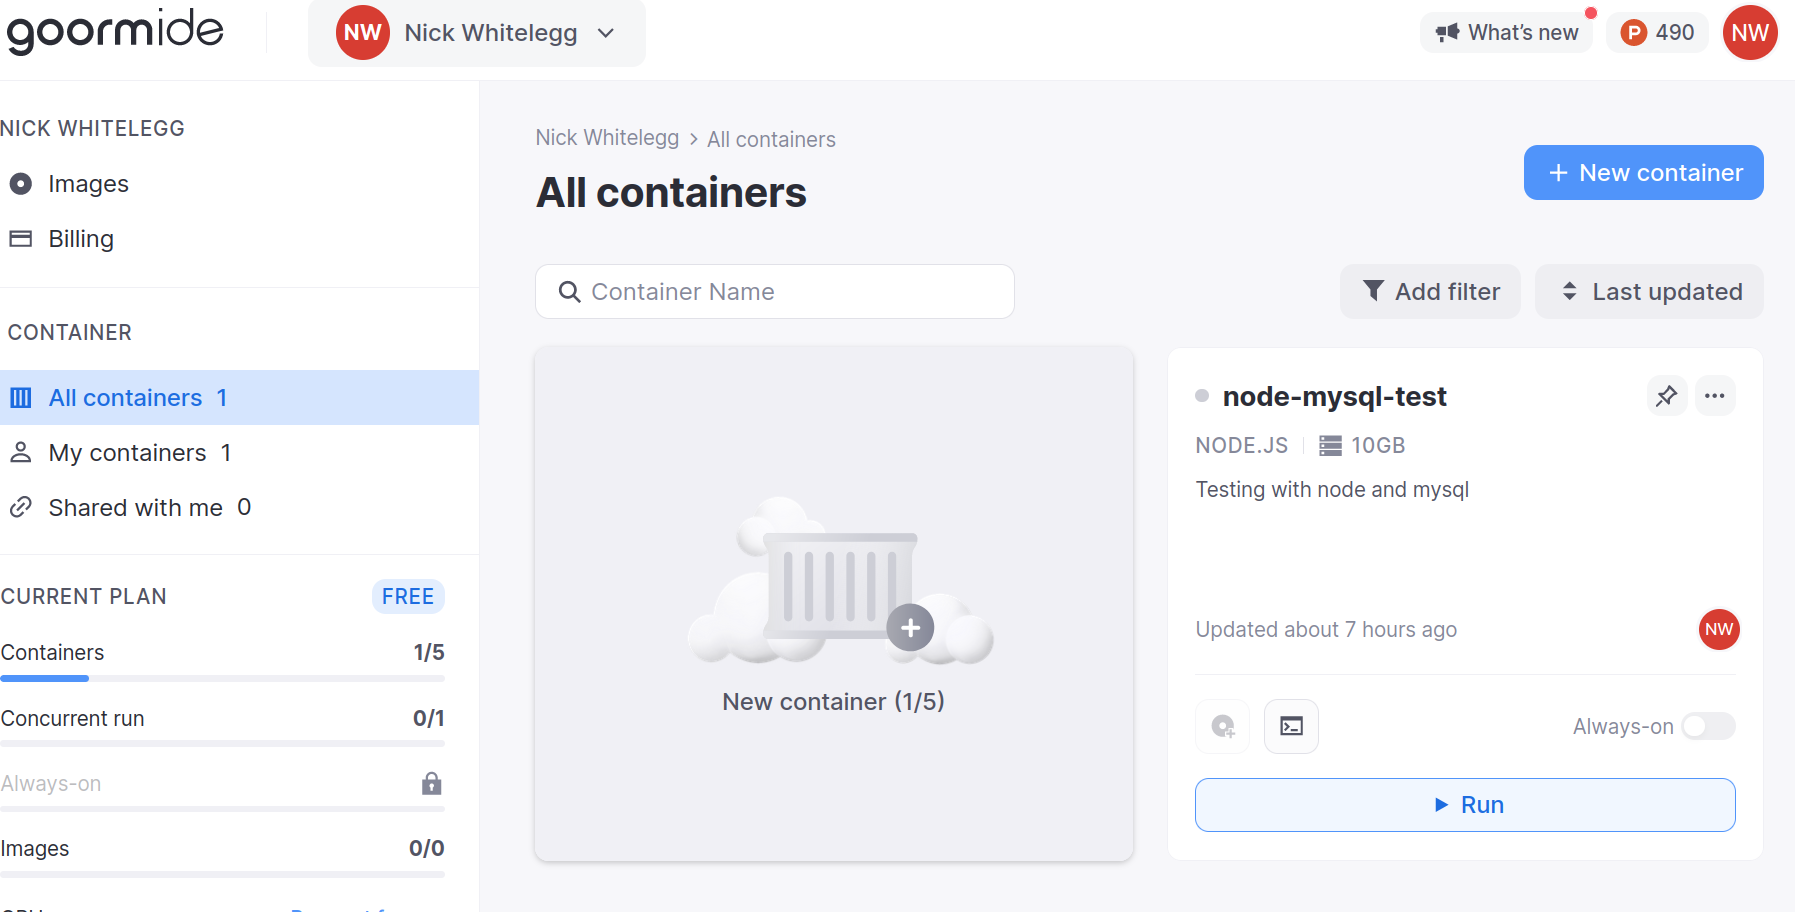 goormide
NW Nick Whitelegg
What's new
P 490
NW
NICK WHITELEGG
Images
Billing
CONTAINER
All containers 1
My containers 1
Shared with me 0
CURRENT PLAN FREE
Containers 1/5
Concurrent run 0/1
Always-on
Images 0/0
Nick Whitelegg > All containers
All containers
+ New container
Container Name
Add filter
Last updated
New container (1/5)
node-mysql-test
NODE.JS 10GB
Testing with node and mysql
Updated about 7 hours ago NW
Always-on
Run